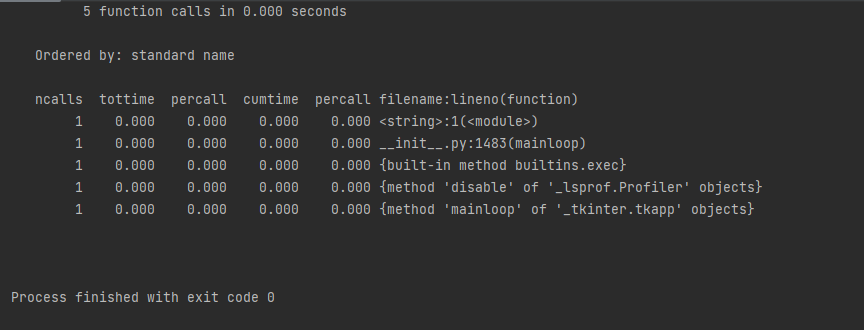 5 function calls in 0.000 seconds
Ordered by: standard name
ncalls tottime percall cumtime percall filename:lineno(function)
1 0.000 0.000 0.000 0.000 <string>:1(<module>)
1 0.000 0.000 0.000 0.000 __init__.py:1483(mainloop)
1 0.000 0.000 0.000 0.000 {built-in method builtins.exec}
1 0.000 0.000 0.000 0.000 {method 'disable' of '_lsprof.Profiler' objects}
1 0.000 0.000 0.000 0.000 {method 'mainloop' of '_tkinter.tkapp' objects}
Process finished with exit code 0